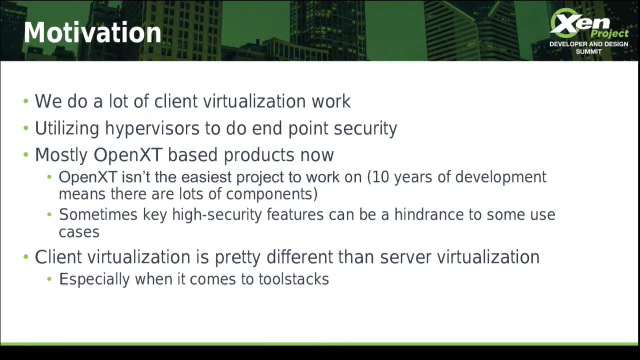 Motivation
Xen
Project
DEVELOPER AND DESIGN
SUMMIT
• We do a lot of client virtualization work
• Utilizing hypervisors to do end point security
• Mostly OpenXT based products now
• OpenXT isn't the easiest project to work on (10 years of development
means there are lots of components)
• Sometimes key high-security features can be a hindrance to some use
cases
• Client virtualization is pretty different than server virtualization
• Especially when it comes to toolstacks